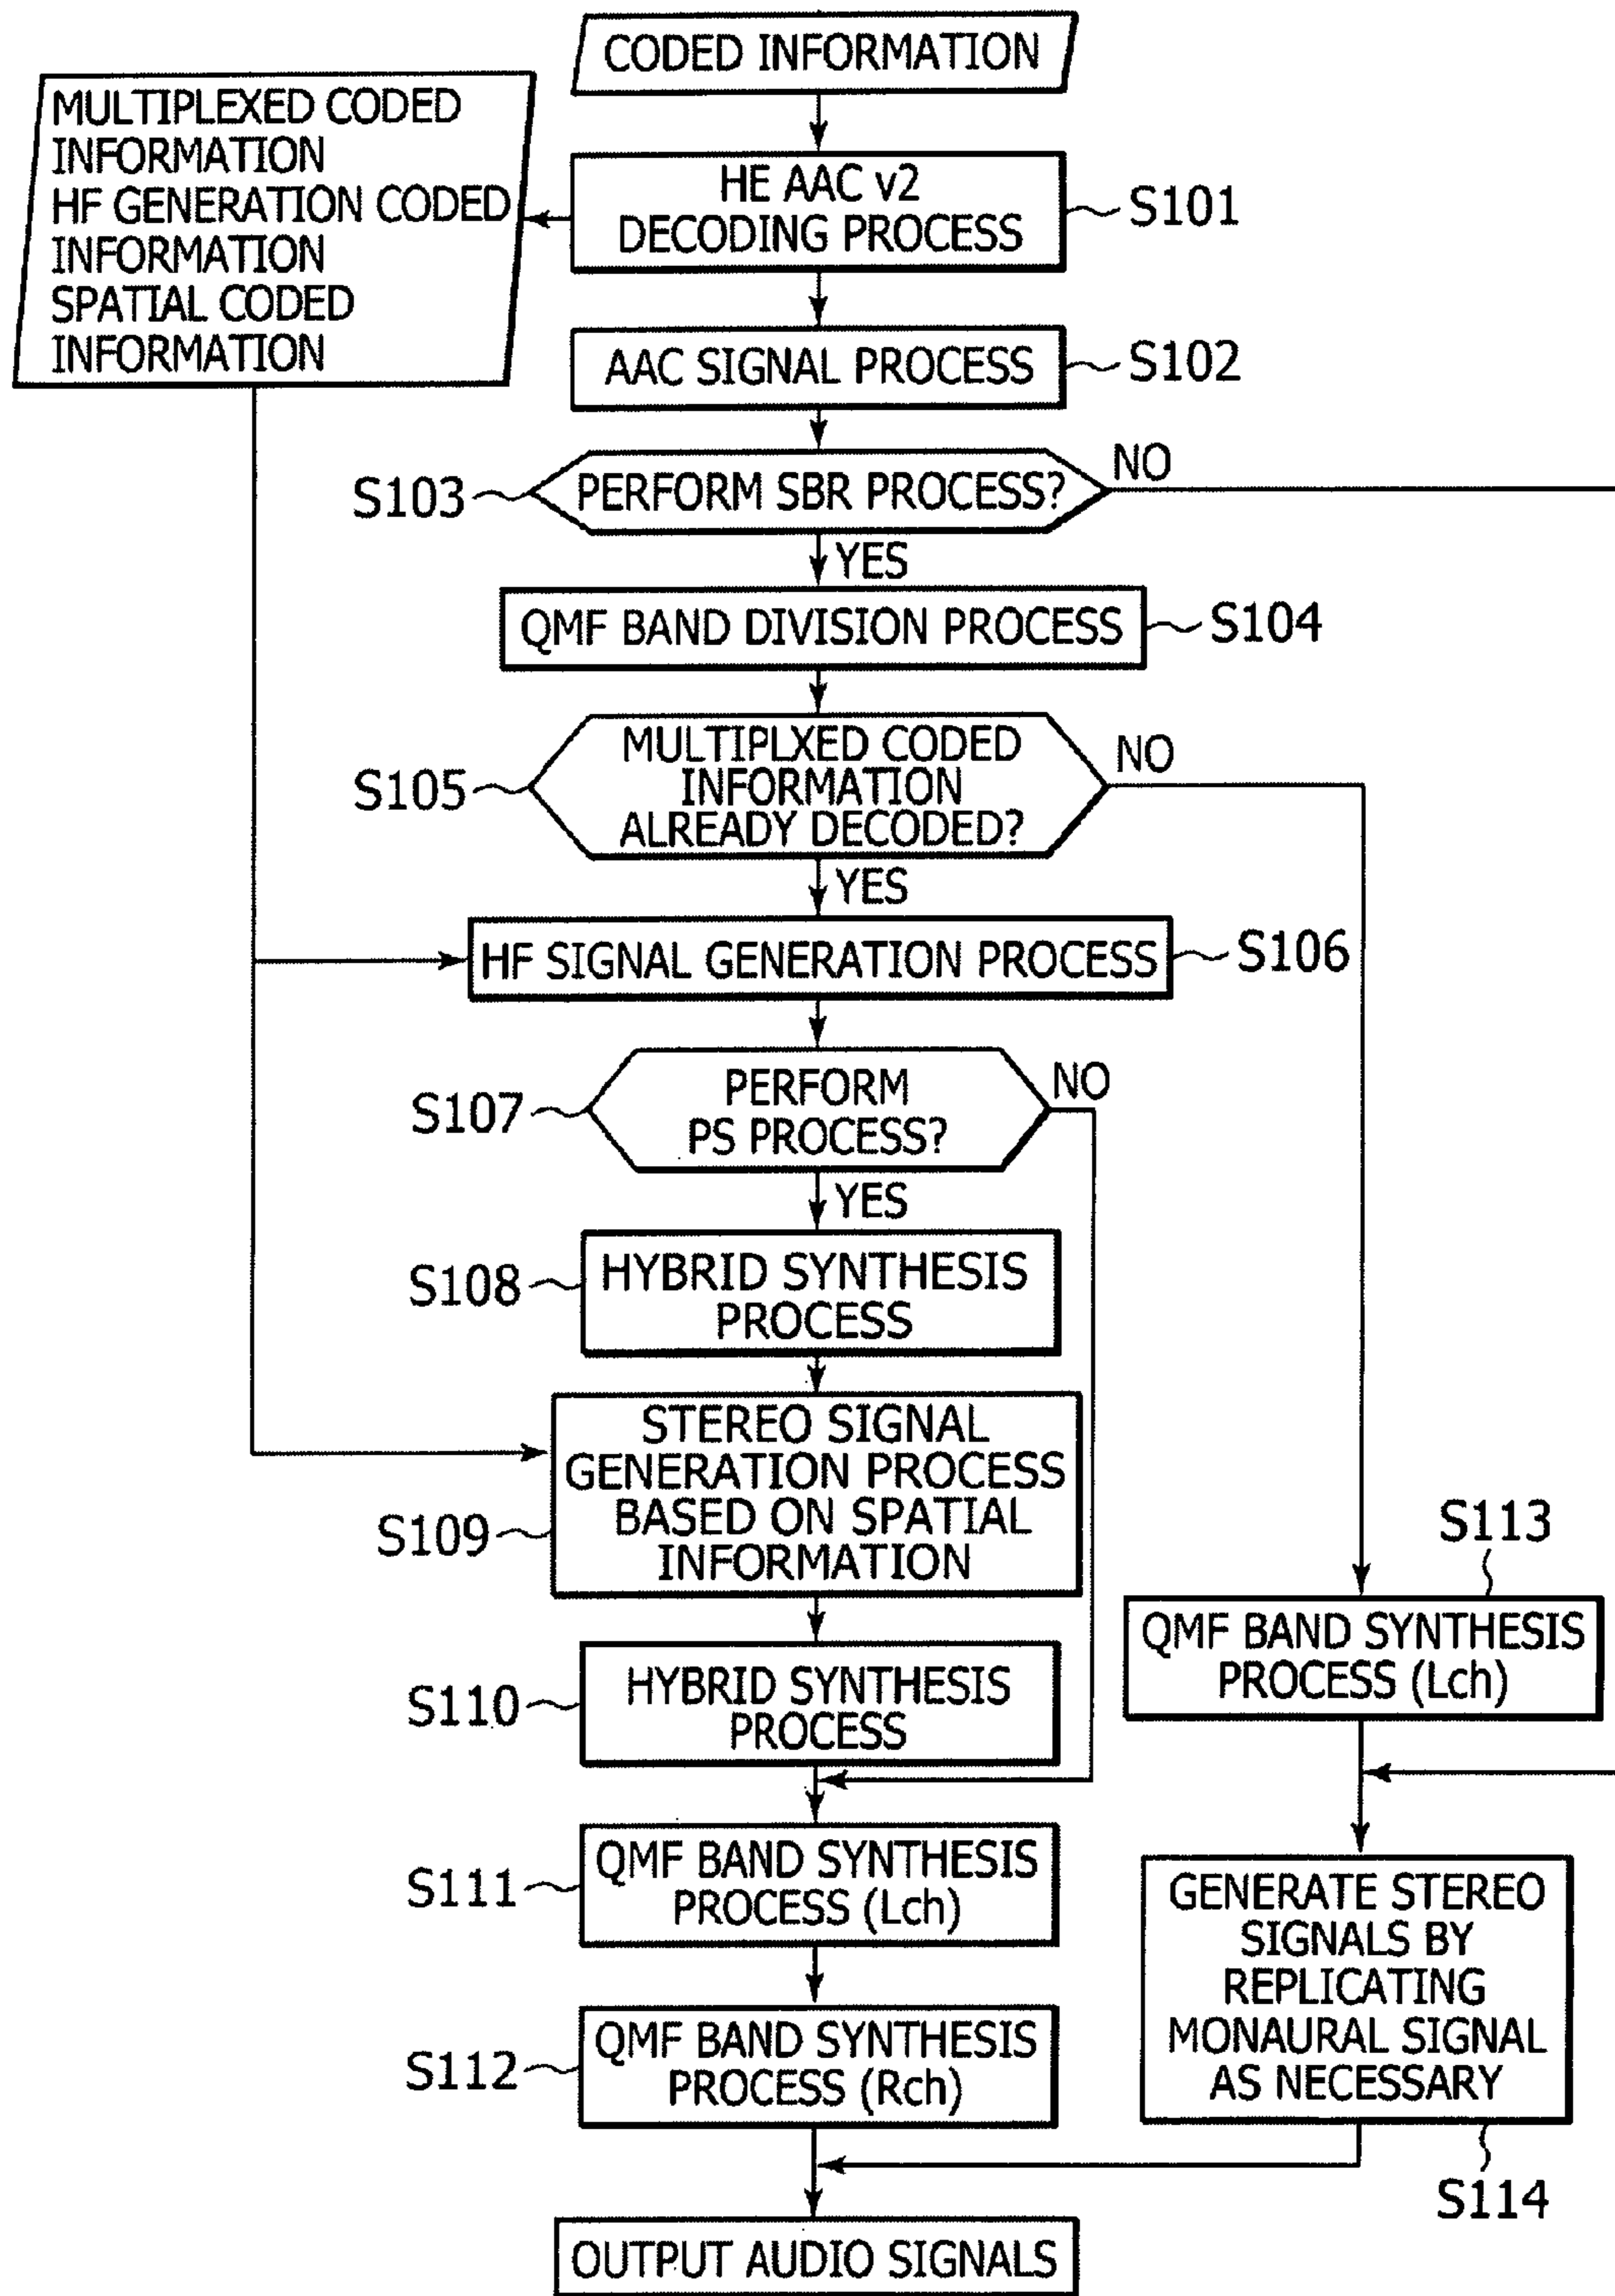 CODED INFORMATION
MULTIPLEXED CODED
INFORMATION
HF GENERATION CODED
INFORMATION
SPATIAL CODED
INFORMATION
HE AAC v2
DECODING PROCESS
S101
AAC SIGNAL PROCESS
S102
S103
PERFORM SBR PROCESS?
NO
YES
QMF BAND DIVISION PROCESS
S104
S105
MULTIPLXED CODED
INFORMATION
ALREADY DECODED?
NO
YES
HF SIGNAL GENERATION PROCESS
S106
S107
PERFORM
PS PROCESS?
NO
YES
S108
HYBRID SYNTHESIS
PROCESS
S109
STEREO SIGNAL
GENERATION PROCESS
BASED ON SPATIAL
INFORMATION
S110
HYBRID SYNTHESIS
PROCESS
S113
QMF BAND SYNTHESIS
PROCESS (Lch)
S111
QMF BAND SYNTHESIS
PROCESS (Lch)
S112
QMF BAND SYNTHESIS
PROCESS (Rch)
GENERATE STEREO
SIGNALS BY
REPLICATING
MONAURAL SIGNAL
AS NECESSARY
S114
OUTPUT AUDIO SIGNALS